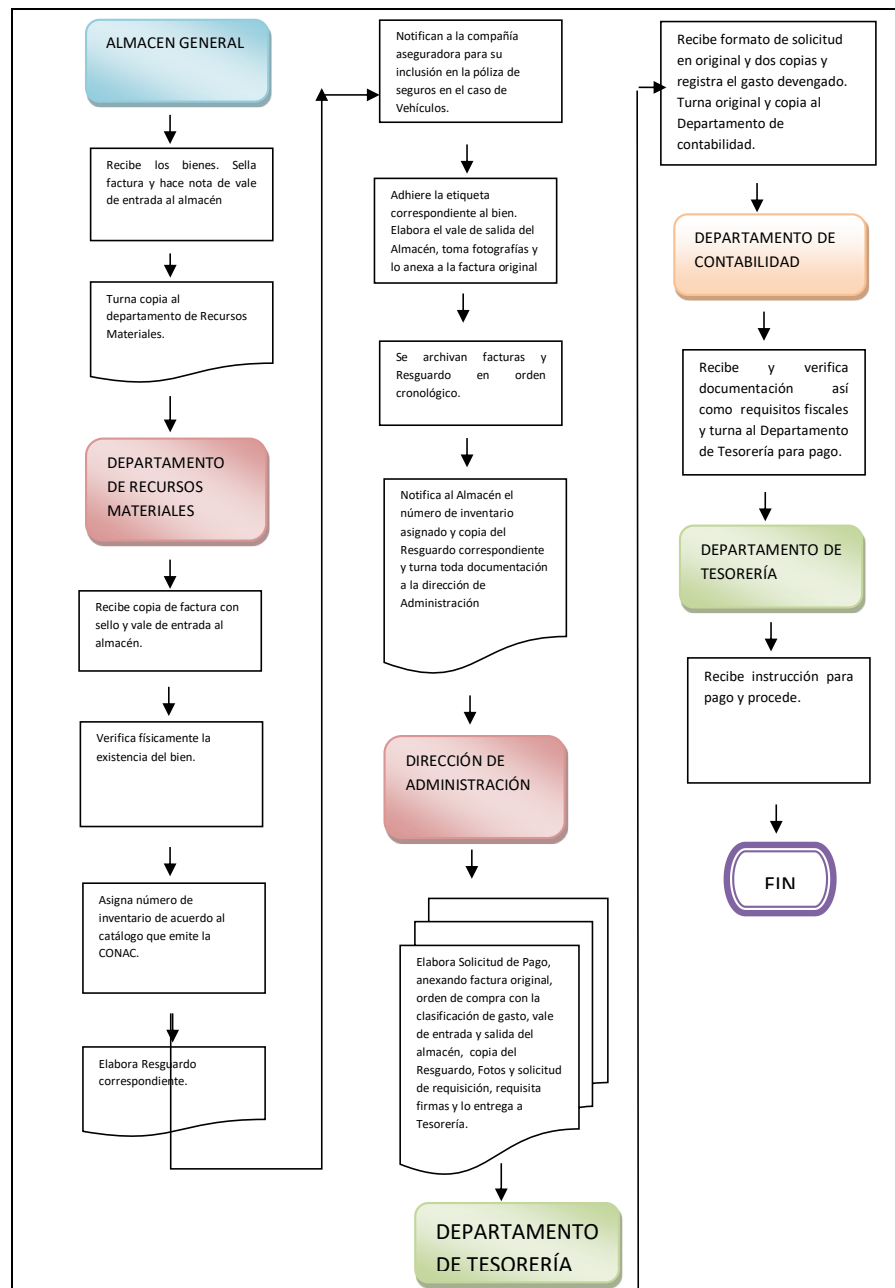 ALMACEN GENERAL
Recibe los bienes. Sella
factura y hace nota de vale
de entrada al almacén
Turna copia al
departamento de Recursos
Materiales.
DEPARTAMENTO
DE RECURSOS
MATERIALES
Recibe copia de factura con
sello y vale de entrada al
almacén.
Verifica físicamente la
existencia del bien.
Asigna número de
inventario de acuerdo al
catálogo que emite la
CONAC.
Elabora Resguardo
correspondiente.
Notifican a la compañía
aseguradora para su
inclusión en la póliza de
seguros en el caso de
Vehículos.
Adhiere la etiqueta
correspondiente al bien.
Elabora el vale de salida del
Almacén, toma fotografías y
lo anexa a la factura original
Se archivan facturas y
Resguardo en orden
cronológico.
Notifica al Almacén el
número de inventario
asignado y copia del
Resguardo correspondiente
y turna toda documentación
a la dirección de
Administración
DIRECCIÓN DE
ADMINISTRACIÓN
Elabora Solicitud de Pago,
anexando factura original,
orden de compra con la
clasificación de gasto, vale
de entrada y salida del
almacén, copia del
Resguardo, Fotos y solicitud
de requisición, requisita
firmas y lo entrega a
Tesorería.
DEPARTAMENTO
DE TESORERÍA
Recibe formato de solicitud
en original y dos copias y
registra el gasto devengado.
Turna original y copia al
Departamento de
contabilidad.
DEPARTAMENTO DE
CONTABILIDAD
Recibe y verifica
documentación así
como requisitos fiscales
y turna al Departamento
de Tesorería para pago.
DEPARTAMENTO DE
TESORERÍA
Recibe instrucción para
pago y procede.
FIN